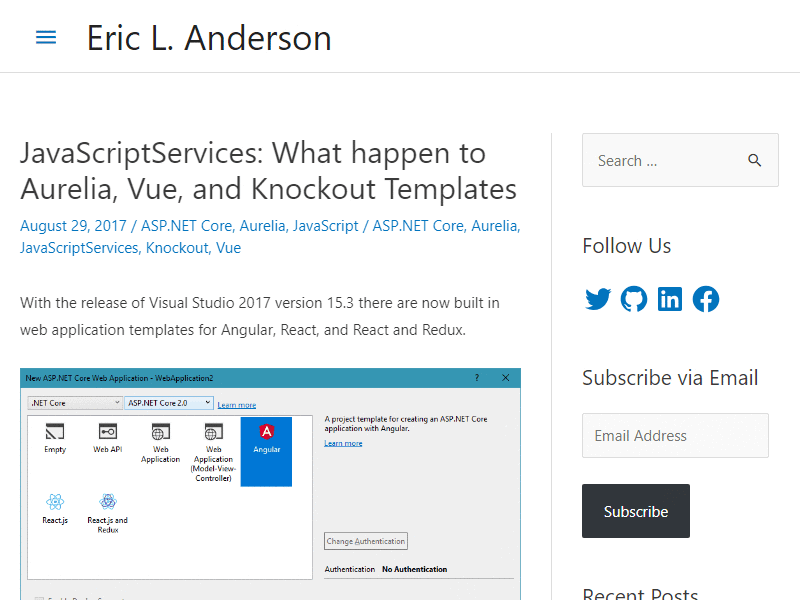 Eric L. Anderson
JavaScriptServices: What happen to
Aurelia, Vue, and Knockout Templates
August 29, 2017 / ASP.NET Core, Aurelia, JavaScript / ASP.NET Core, Aurelia,
JavaScriptServices, Knockout, Vue
With the release of Visual Studio 2017 version 15.3 there are now built in
web application templates for Angular, React, and React and Redux.
New ASP.NET Core Web Application - WebApplication2
.NET Core
ASP.NET Core 2.0
Learn more
Empty
Web API
Web
Application
Web
Application
(Model-View-
Controller)
Angular
React.js
React.js and
Redux
A project template for creating an ASP.NET Core
application with Angular.
Learn more
Change Authentication
Authentication No Authentication
Search ...
Follow Us
Subscribe via Email
Email Address
Subscribe
Recent Posts